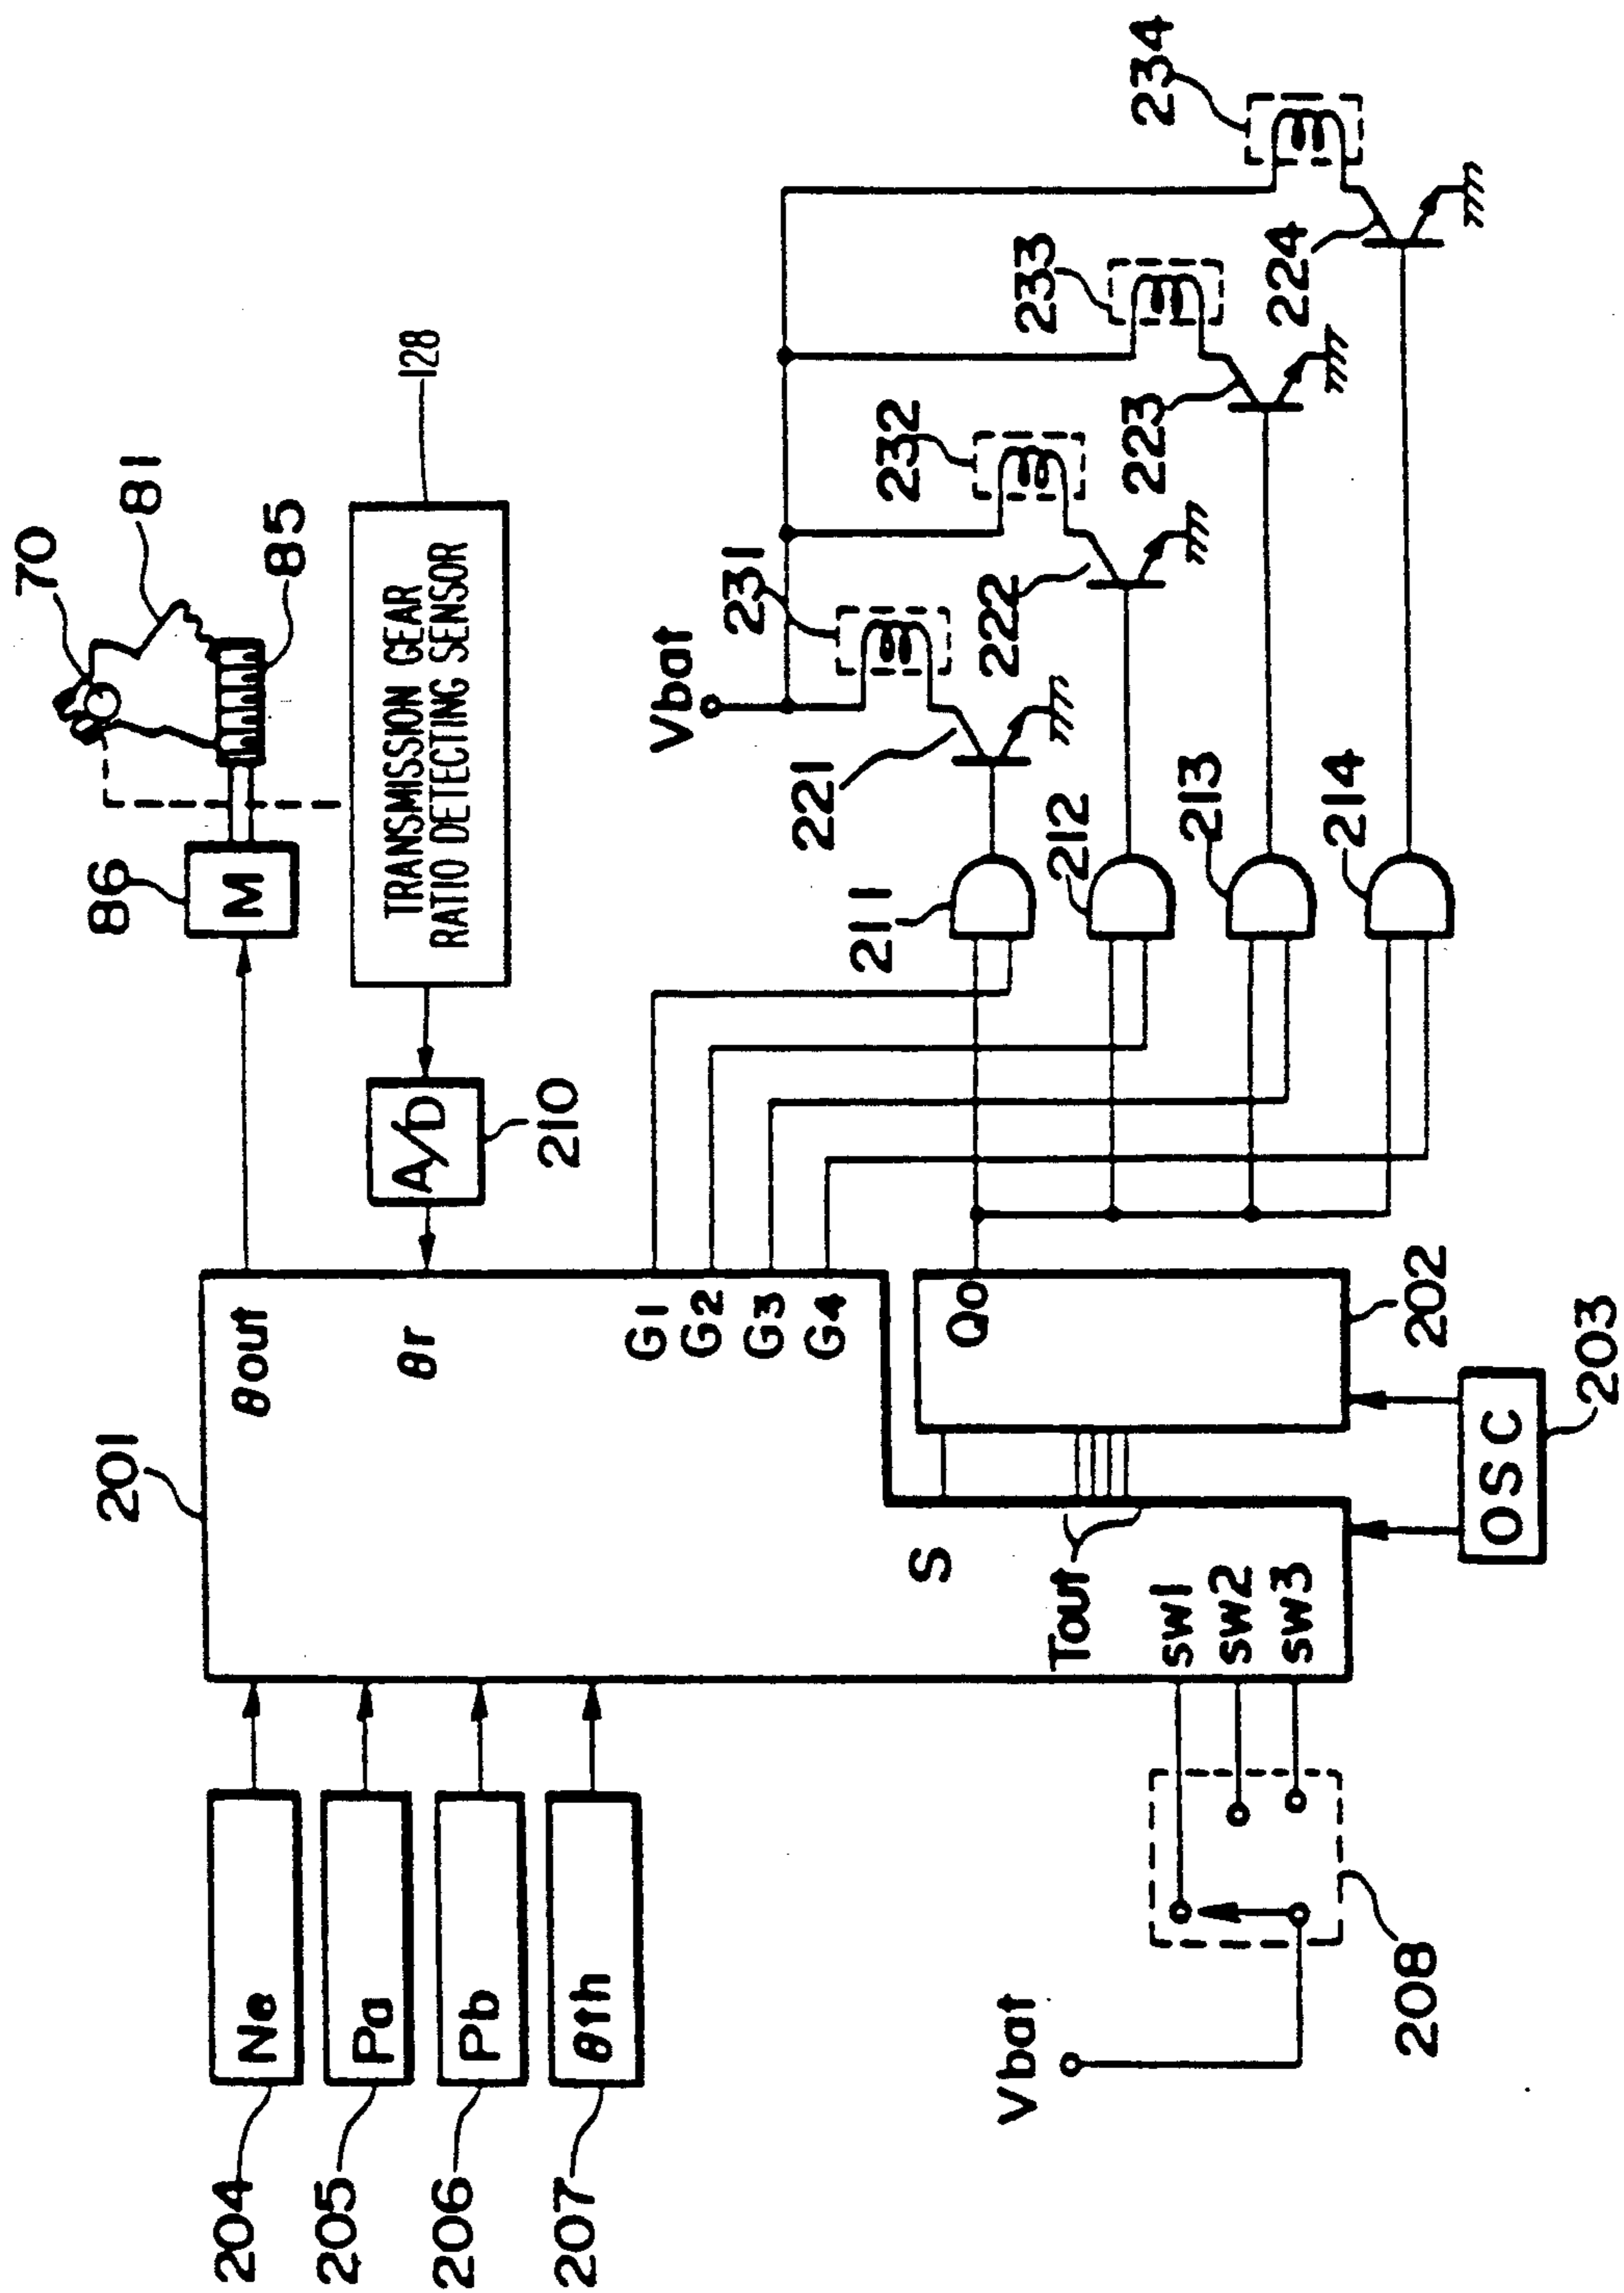 204
Ne
205
Pa
206
Pb
207
θth
201
θout
θr
G1
G2
G3
G4
S
Tout
SW1
SW2
SW3
Qo
202
OSC
203
Vbat
208
86
M
70
81
85
TRANSMISSION GEAR
RATIO DETECTING SENSOR
128
A/D
210
211
212
213
214
Vbat
221
222
223
224
231
232
233
234